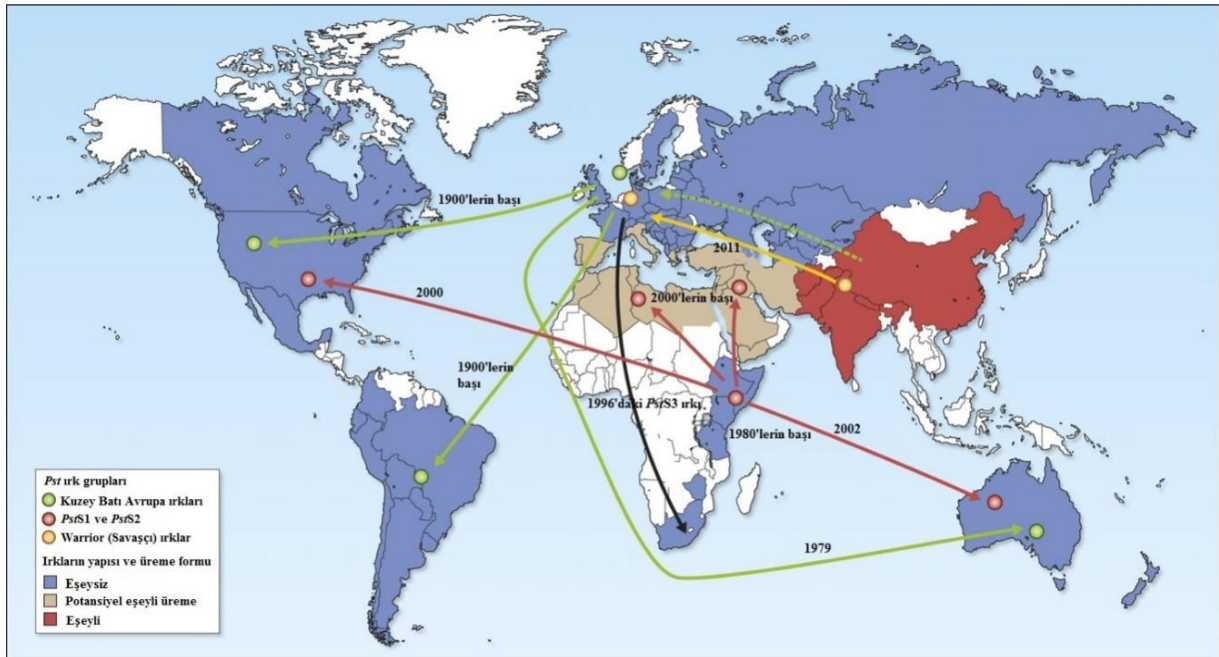 1900'lerin başı
2011
2000
2000'lerin başı
1900'lerin
başı
1996'daki PstS3 ırkı
1980'lerin başı
2002
1979
Pst ırk grupları
Kuzey Batı Avrupa ırkları
PstS1 ve PstS2
Warrior (Savaşçı) ırklar
Irkların yapısı ve üreme formu
Eşeysiz
Potansiyel eşeyli üreme
Eşeyli